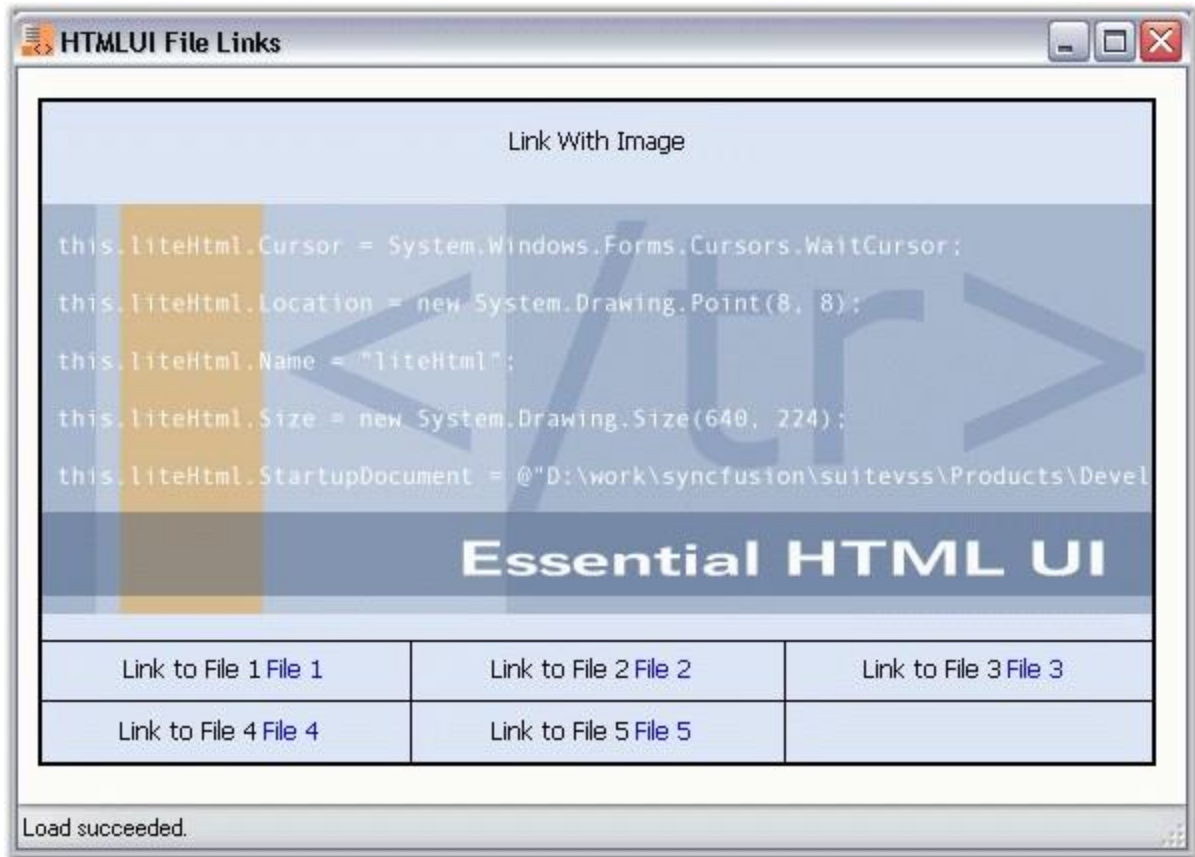 HTMLUI File Links
Link With Image
</tr>
this.liteHtml.Cursor = System.Windows.Forms.Cursors.WaitCursor;
this.liteHtml.Location = new System.Drawing.Point(8, 8);
this.liteHtml.Name = "liteHtml";
this.liteHtml.Size = new System.Drawing.Size(640, 224);
this.liteHtml.StartupDocument = @"D:\work\syncfusion\suitevss\Products\Devel
Essential HTML UI
Link to File 1 File 1
Link to File 2 File 2
Link to File 3 File 3
Link to File 4 File 4
Link to File 5 File 5
Load succeeded.